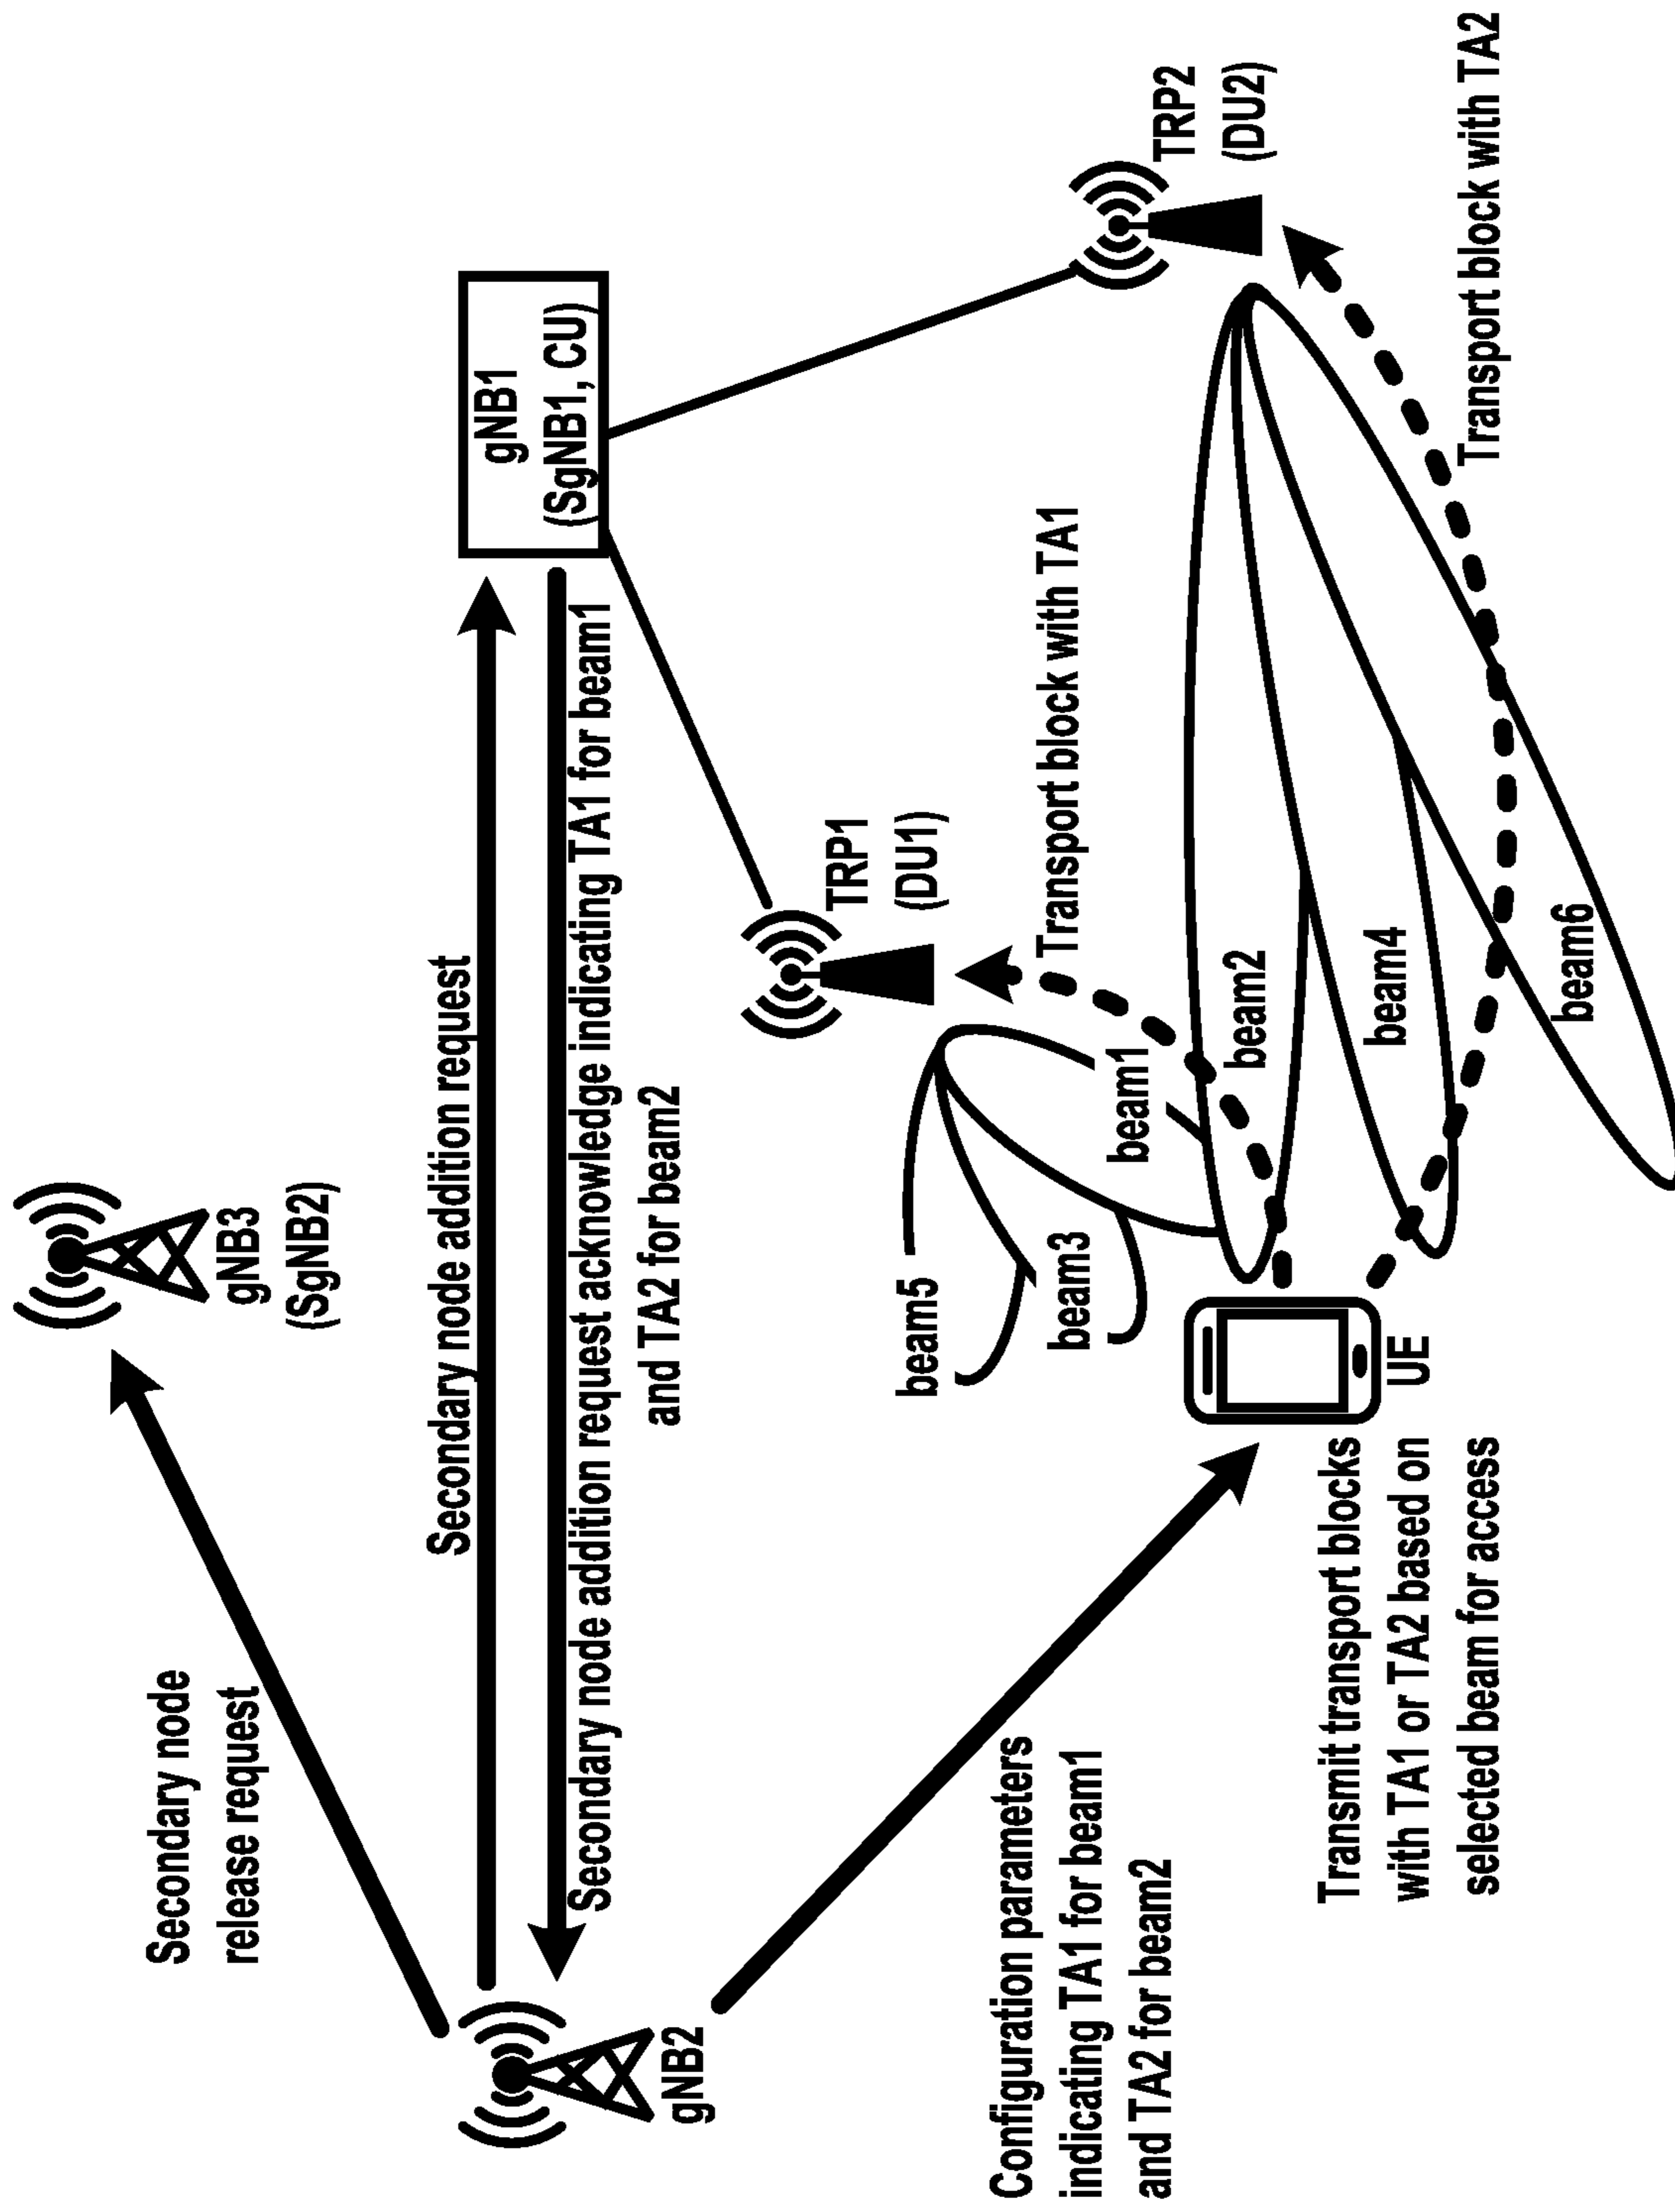 Secondary node
release request
gNB3
(SgNB2)
Secondary node addition request
gNB1
(SgNB1, CU)
Secondary node addition request acknowledge indicating TA1 for beam1
and TA2 for beam2
gNB2
TRP1
(DU1)
TRP2
(DU2)
Configuration parameters
indicating TA1 for beam1
and TA2 for beam2
beam5
beam3
beam1
Transport block with TA1
beam2
beam4
beam6
UE
Transmit transport blocks
with TA1 or TA2 based on
selected beam for access
Transport block with TA2